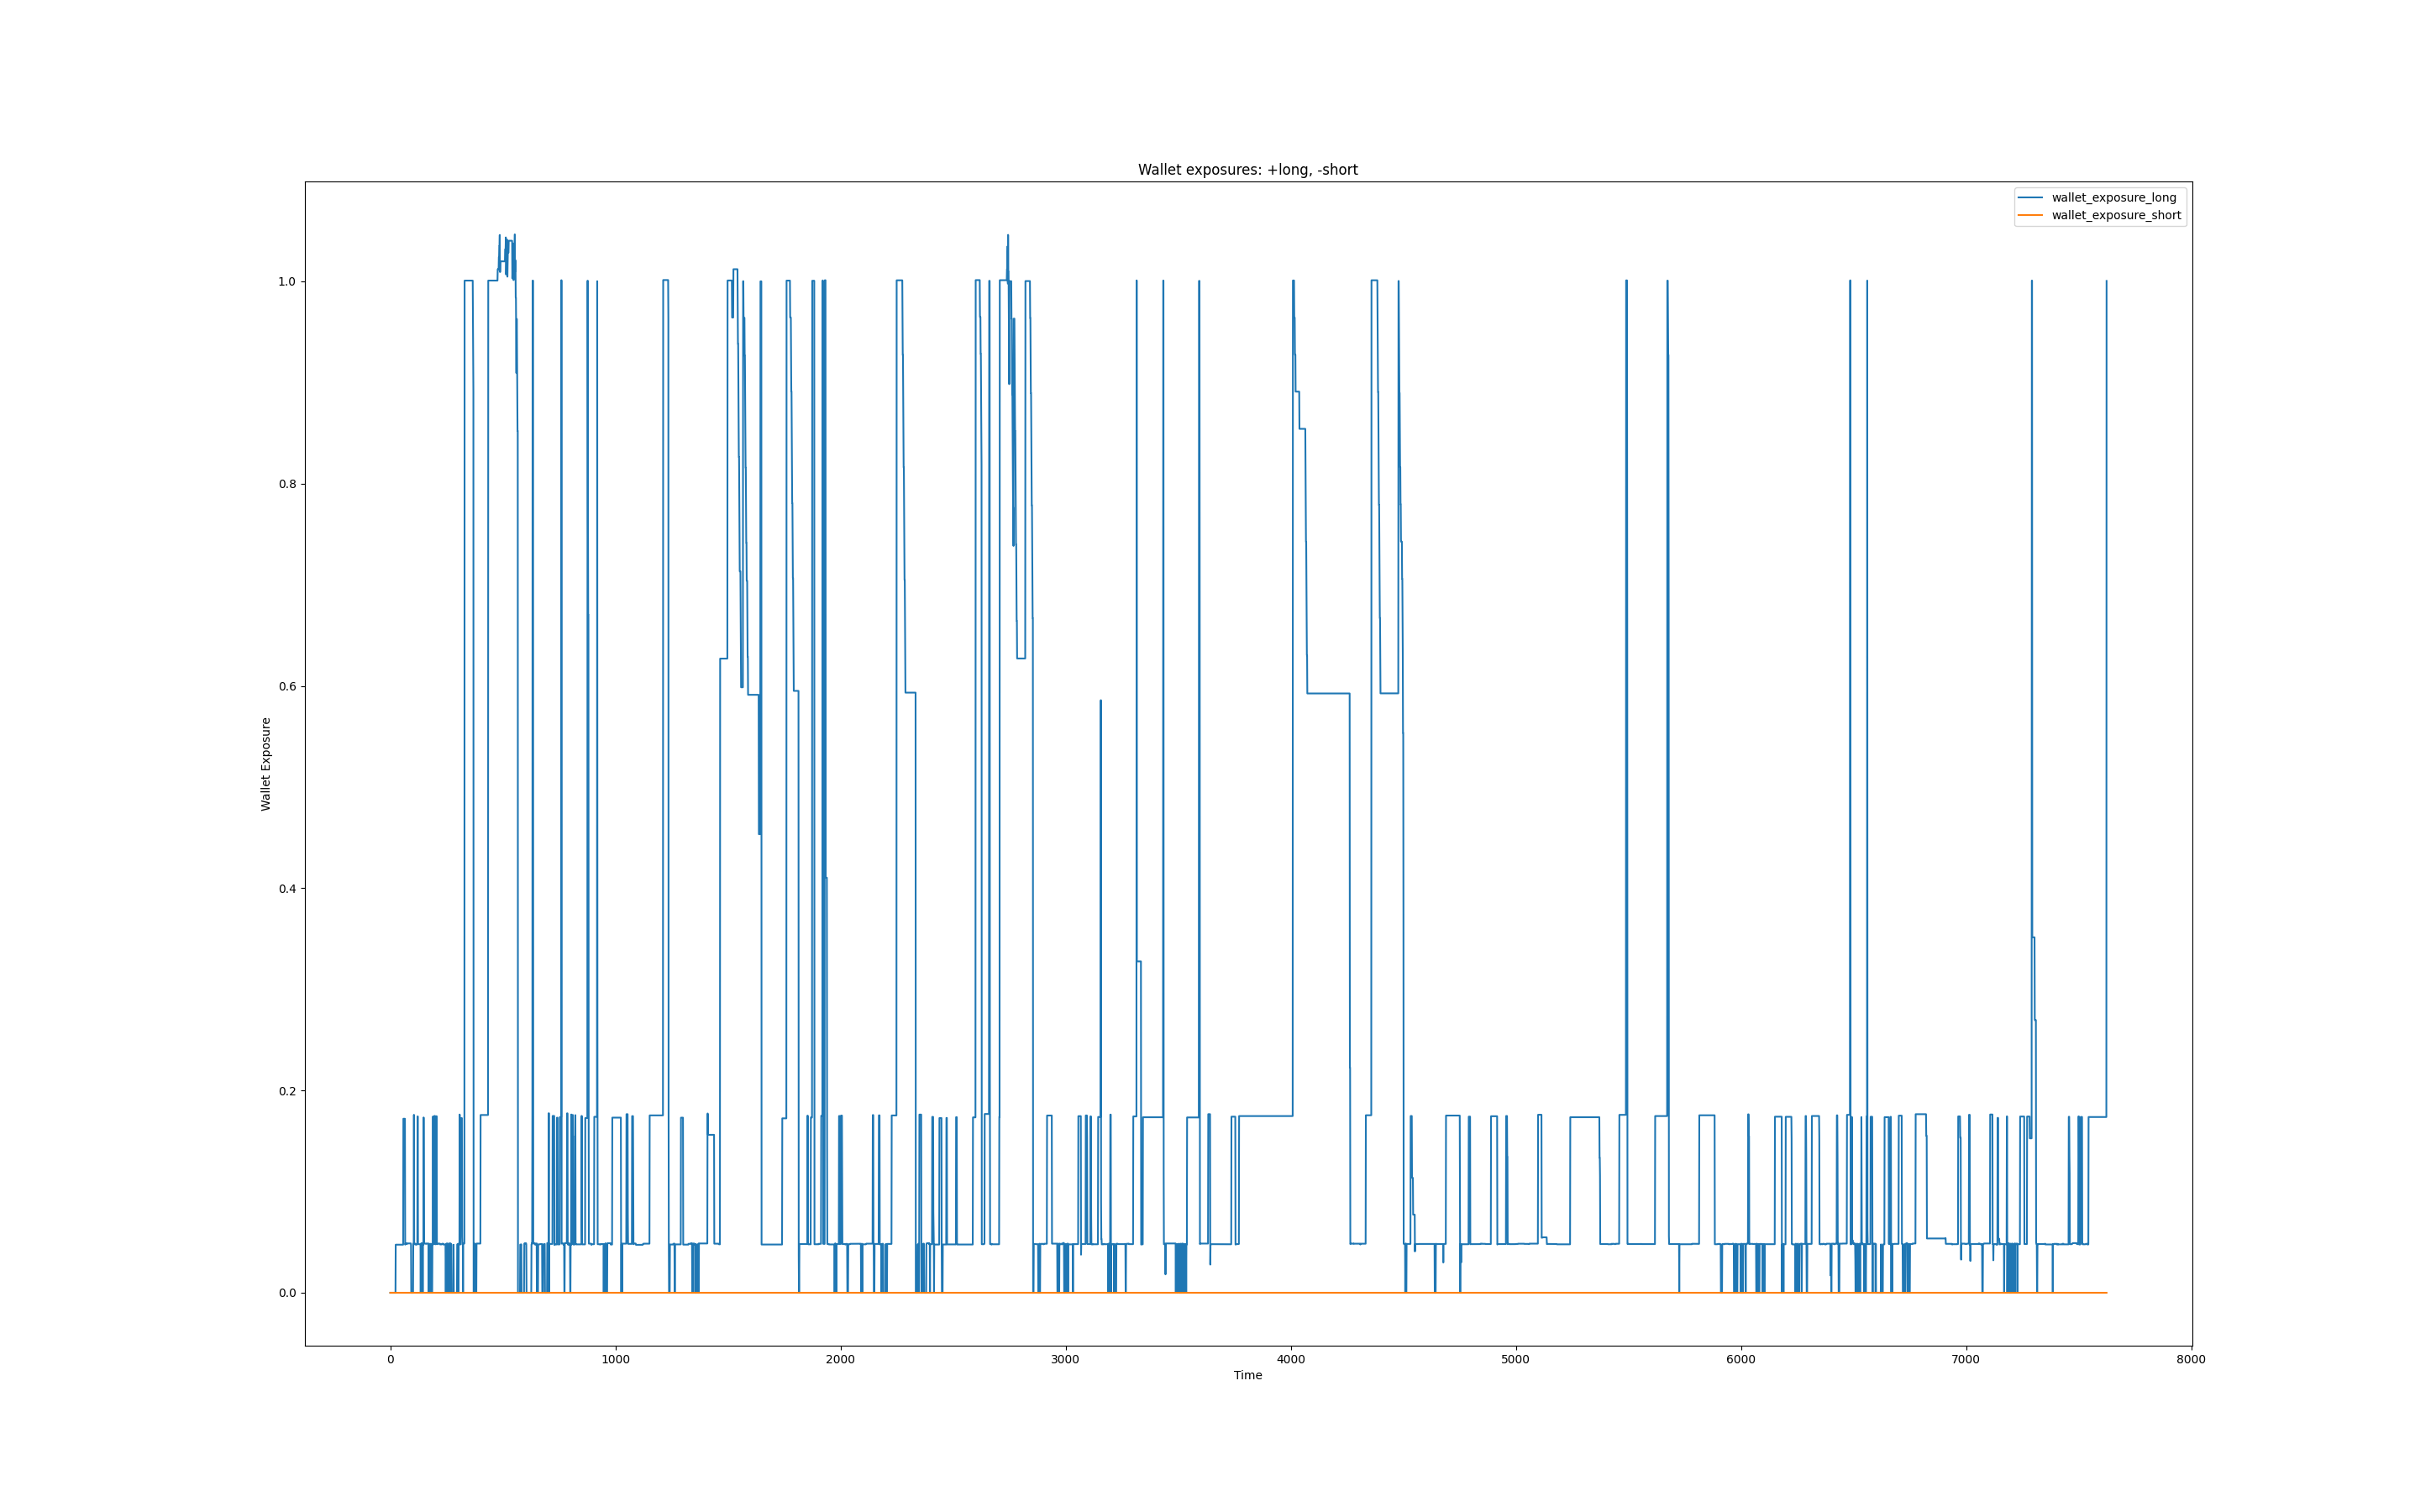 Wallet exposures: +long, -short
wallet_exposure_long
wallet_exposure_short
1.0
0.8
0.6
0.4
0.2
0.0
Wallet Exposure
0 1000 2000 3000 4000 5000 6000 7000 8000
Time